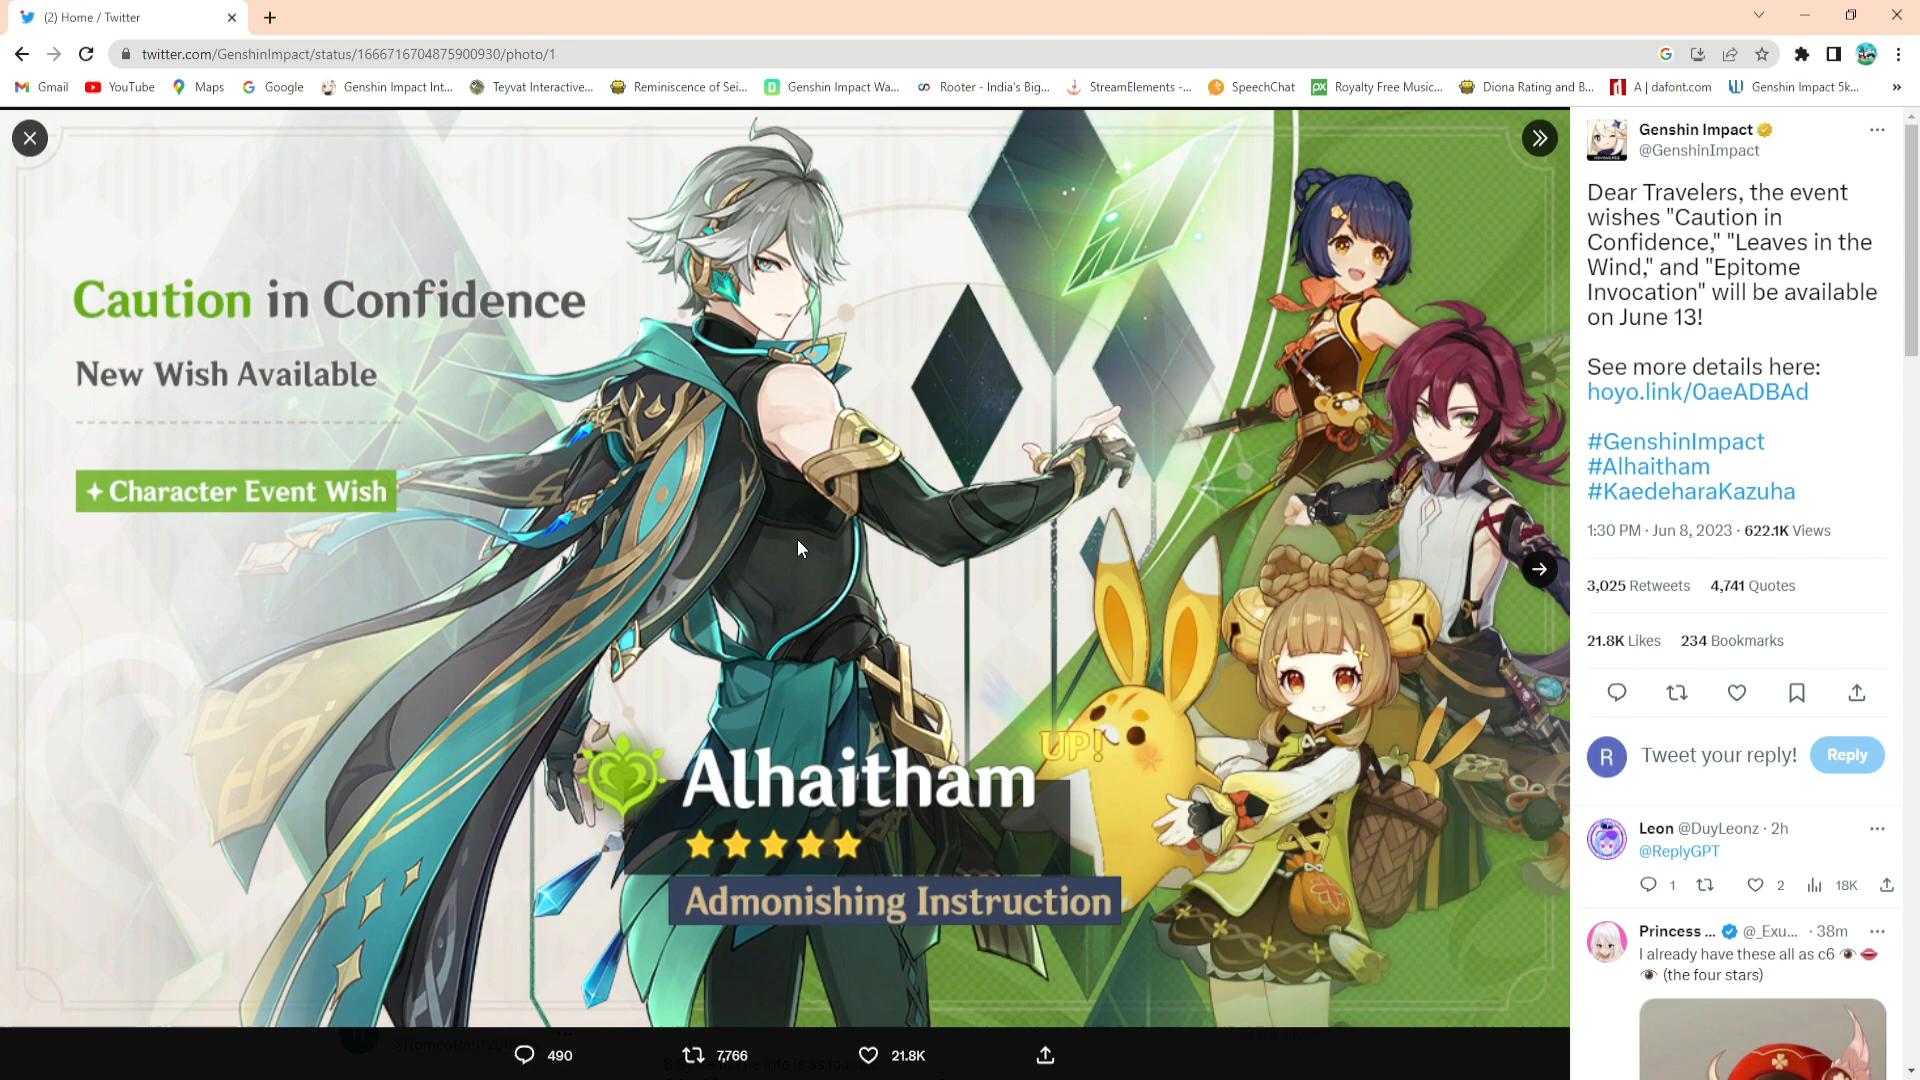 (2) Home / Twitter
twitter.com/GenshinImpact/status/1666716704875900930/photo/1
Gmail
YouTube
Maps
Google
Genshin Impact Int...
Teyvat Interactive...
Reminiscence of Sei...
Genshin Impact Wa...
Rooter - India's Big...
StreamElements -...
SpeechChat
Royalty Free Music...
Diona Rating and B...
A | dafont.com
Genshin Impact 5k...
Caution in Confidence
New Wish Available
Character Event Wish
UP!
Alhaitham
Admonishing Instruction
490
7,766
21.8K
Genshin Impact
@GenshinImpact
Dear Travelers, the event
wishes "Caution in
Confidence," "Leaves in the
Wind," and "Epitome
Invocation" will be available
on June 13!
See more details here:
hoyo.link/0aeADBAd
#GenshinImpact
#Alhaitham
#KaedeharaKazuha
1:30 PM · Jun 8, 2023 · 622.1K Views
3,025 Retweets 4,741 Quotes
21.8K Likes 234 Bookmarks
R
Tweet your reply!
Reply
Leon @DuyLeonz · 2h
@ReplyGPT
1
2
18K
Princess ... @_Exu... · 38m
I already have these all as c6 👁️👄
👁️ (the four stars)